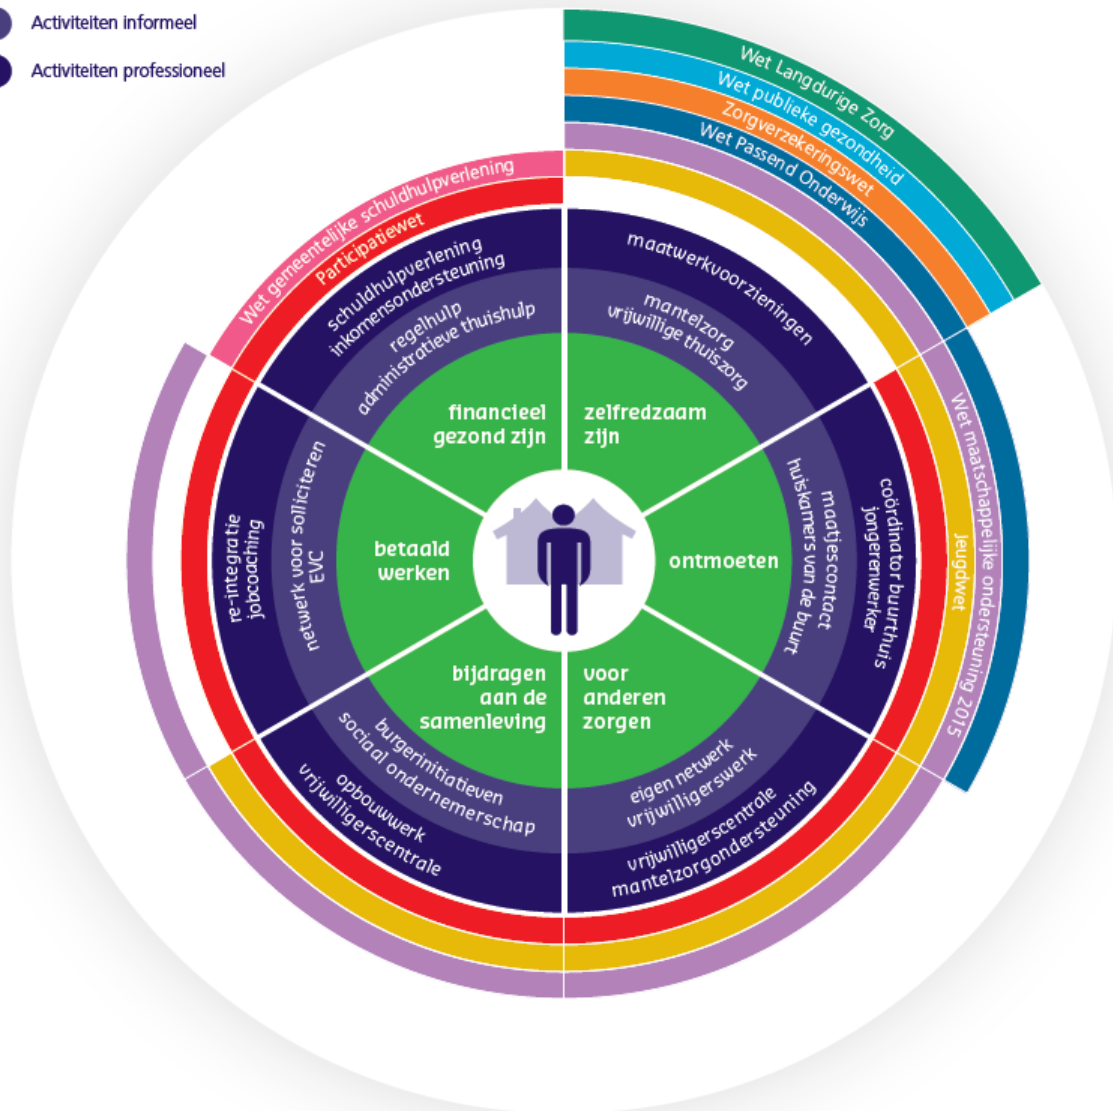 Activiteiten informeel
Activiteiten professioneel
Wet Langdurige Zorg
Wet publieke gezondheid
Zorgverzekeringswet
Wet Passend Onderwijs
Wet gemeentelijke schuldhulpverlening
Participatiewet
schuldhulpverlening
inkomensondersteuning
regelhulp
administratieve thuishulp
financieel
gezond zijn
maatwerkvoorzieningen
mantelzorg
vrijwillige thuiszorg
zelfredzaam
zijn
Wet maatschappelijke ondersteuning 2015
Jeugdwet
coördinator buurthuis
jongerenwerker
maatjescontact
huiskamers van de buurt
ontmoeten
re-integratie
jobcoaching
netwerk voor solliciteren
EVC
betaald
werken
bijdragen
aan de
samenleving
burgerinitiatieven
sociaal ondernemerschap
opbouwwerk
vrijwilligerscentrale
voor
anderen
zorgen
eigen netwerk
vrijwilligerswerk
vrijwilligerscentrale
mantelzorgondersteuning